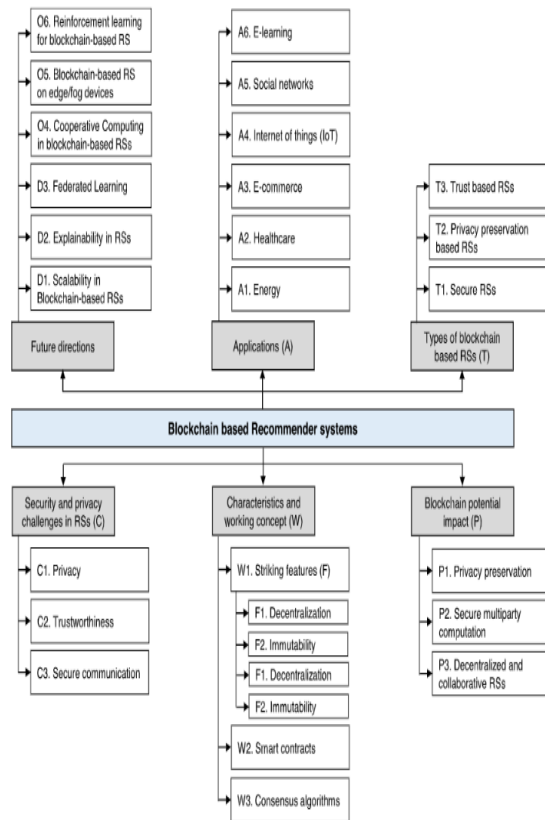 O6. Reinforcement learning
for blockchain-based RS
O5. Blockchain-based RS
on edge/fog devices
O4. Cooperative Computing
in blockchain-based RSs
D3. Federated Learning
D2. Explainability in RSs
D1. Scalability in
Blockchain-based RSs
Future directions
A6. E-learning
A5. Social networks
A4. Internet of things (IoT)
A3. E-commerce
A2. Healthcare
A1. Energy
Applications (A)
T3. Trust based RSs
T2. Privacy preservation
based RSs
T1. Secure RSs
Types of blockchain
based RSs (T)
Blockchain based Recommender systems
Security and privacy
challenges in RSs (C)
C1. Privacy
C2. Trustworthiness
C3. Secure communication
Characteristics and
working concept (W)
W1. Striking features (F)
F1. Decentralization
F2. Immutability
F1. Decentralization
F2. Immutability
W2. Smart contracts
W3. Consensus algorithms
Blockchain potential
impact (P)
P1. Privacy preservation
P2. Secure multiparty
computation
P3. Decentralized and
collaborative RSs